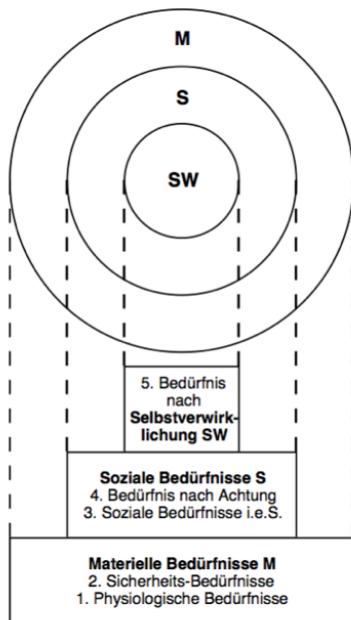 M
S
SW
5. Bedürfnis
nach
Selbstverwirk-
lichung SW
Soziale Bedürfnisse S
4. Bedürfnis nach Achtung
3. Soziale Bedürfnisse i.e.S.
Materielle Bedürfnisse M
2. Sicherheits-Bedürfnisse
1. Physiologische Bedürfnisse